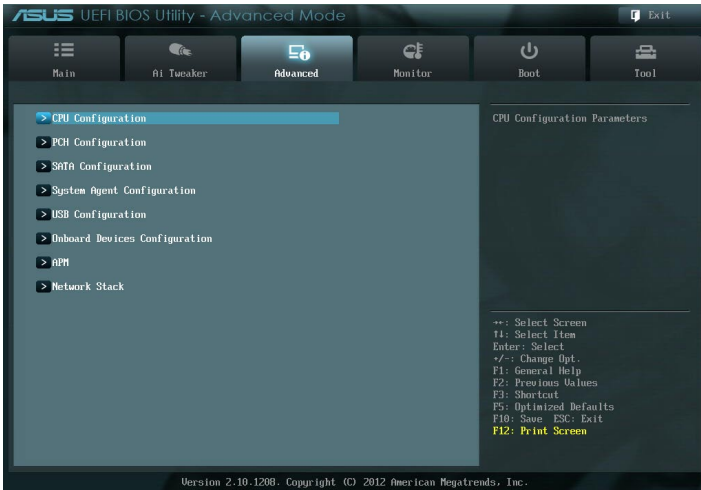 ASUS UEFI BIOS Utility - Advanced Mode
Exit
Main
Ai Tweaker
Advanced
Monitor
Boot
Tool
> CPU Configuration
> PCH Configuration
> SATA Configuration
> System Agent Configuration
> USB Configuration
> Onboard Devices Configuration
> APM
> Network Stack
CPU Configuration Parameters
→←: Select Screen
↑↓: Select Item
Enter: Select
+/-: Change Opt.
F1: General Help
F2: Previous Values
F3: Shortcut
F5: Optimized Defaults
F10: Save ESC: Exit
F12: Print Screen
Version 2.10.1208. Copyright (C) 2012 American Megatrends, Inc.